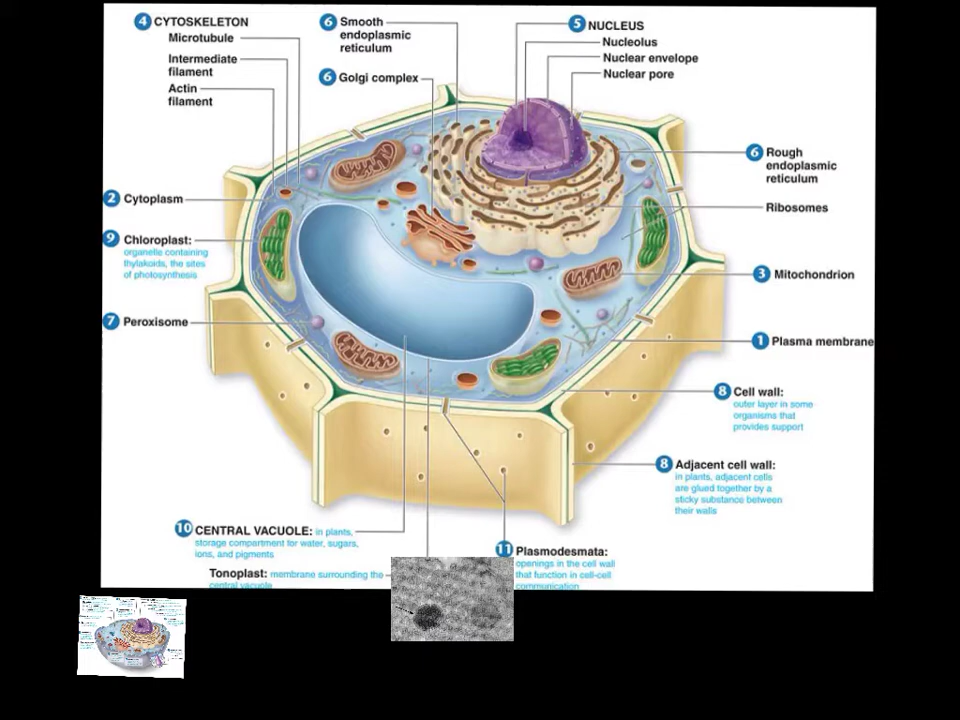 4 CYTOSKELETON
Microtubule
Intermediate
filament
Actin
filament
6 Smooth
endoplasmic
reticulum
6 Golgi complex
5 NUCLEUS
Nucleolus
Nuclear envelope
Nuclear pore
6 Rough
endoplasmic
reticulum
Ribosomes
2 Cytoplasm
9 Chloroplast:
organelle containing
thylakoids, the sites
of photosynthesis
3 Mitochondrion
7 Peroxisome
1 Plasma membrane
8 Cell wall:
outer layer in some
organisms that
provides support
8 Adjacent cell wall:
in plants, adjacent cells
are glued together by a
sticky substance between
their walls
10 CENTRAL VACUOLE: in plants,
storage compartment for water, sugars,
ions, and pigments
Tonoplast: membrane surrounding the
central vacuole
11 Plasmodesmata:
openings in the cell wall
that function in cell-cell
communication